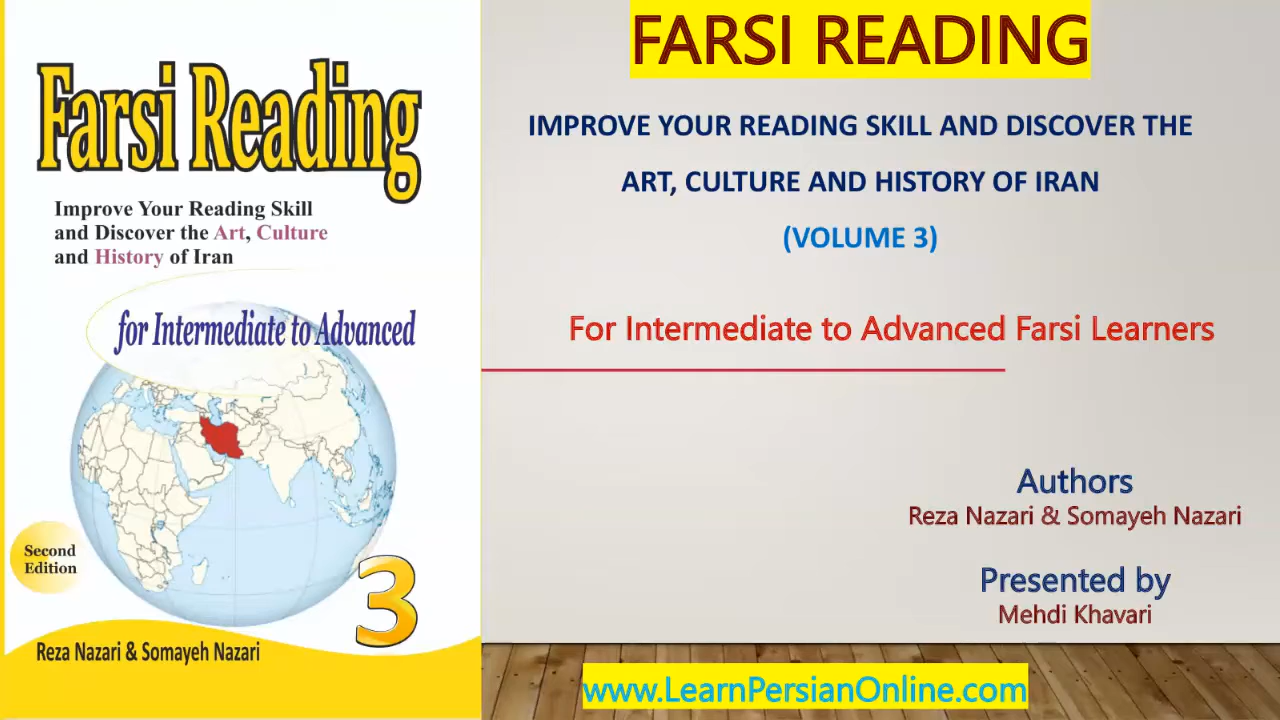 Farsi Reading
Improve Your Reading Skill
and Discover the Art, Culture
and History of Iran
for Intermediate to Advanced
Second
Edition
3
Reza Nazari & Somayeh Nazari
FARSI READING
IMPROVE YOUR READING SKILL AND DISCOVER THE
ART, CULTURE AND HISTORY OF IRAN
(VOLUME 3)
For Intermediate to Advanced Farsi Learners
Authors
Reza Nazari & Somayeh Nazari
Presented by
Mehdi Khavari
www.LearnPersianOnline.com